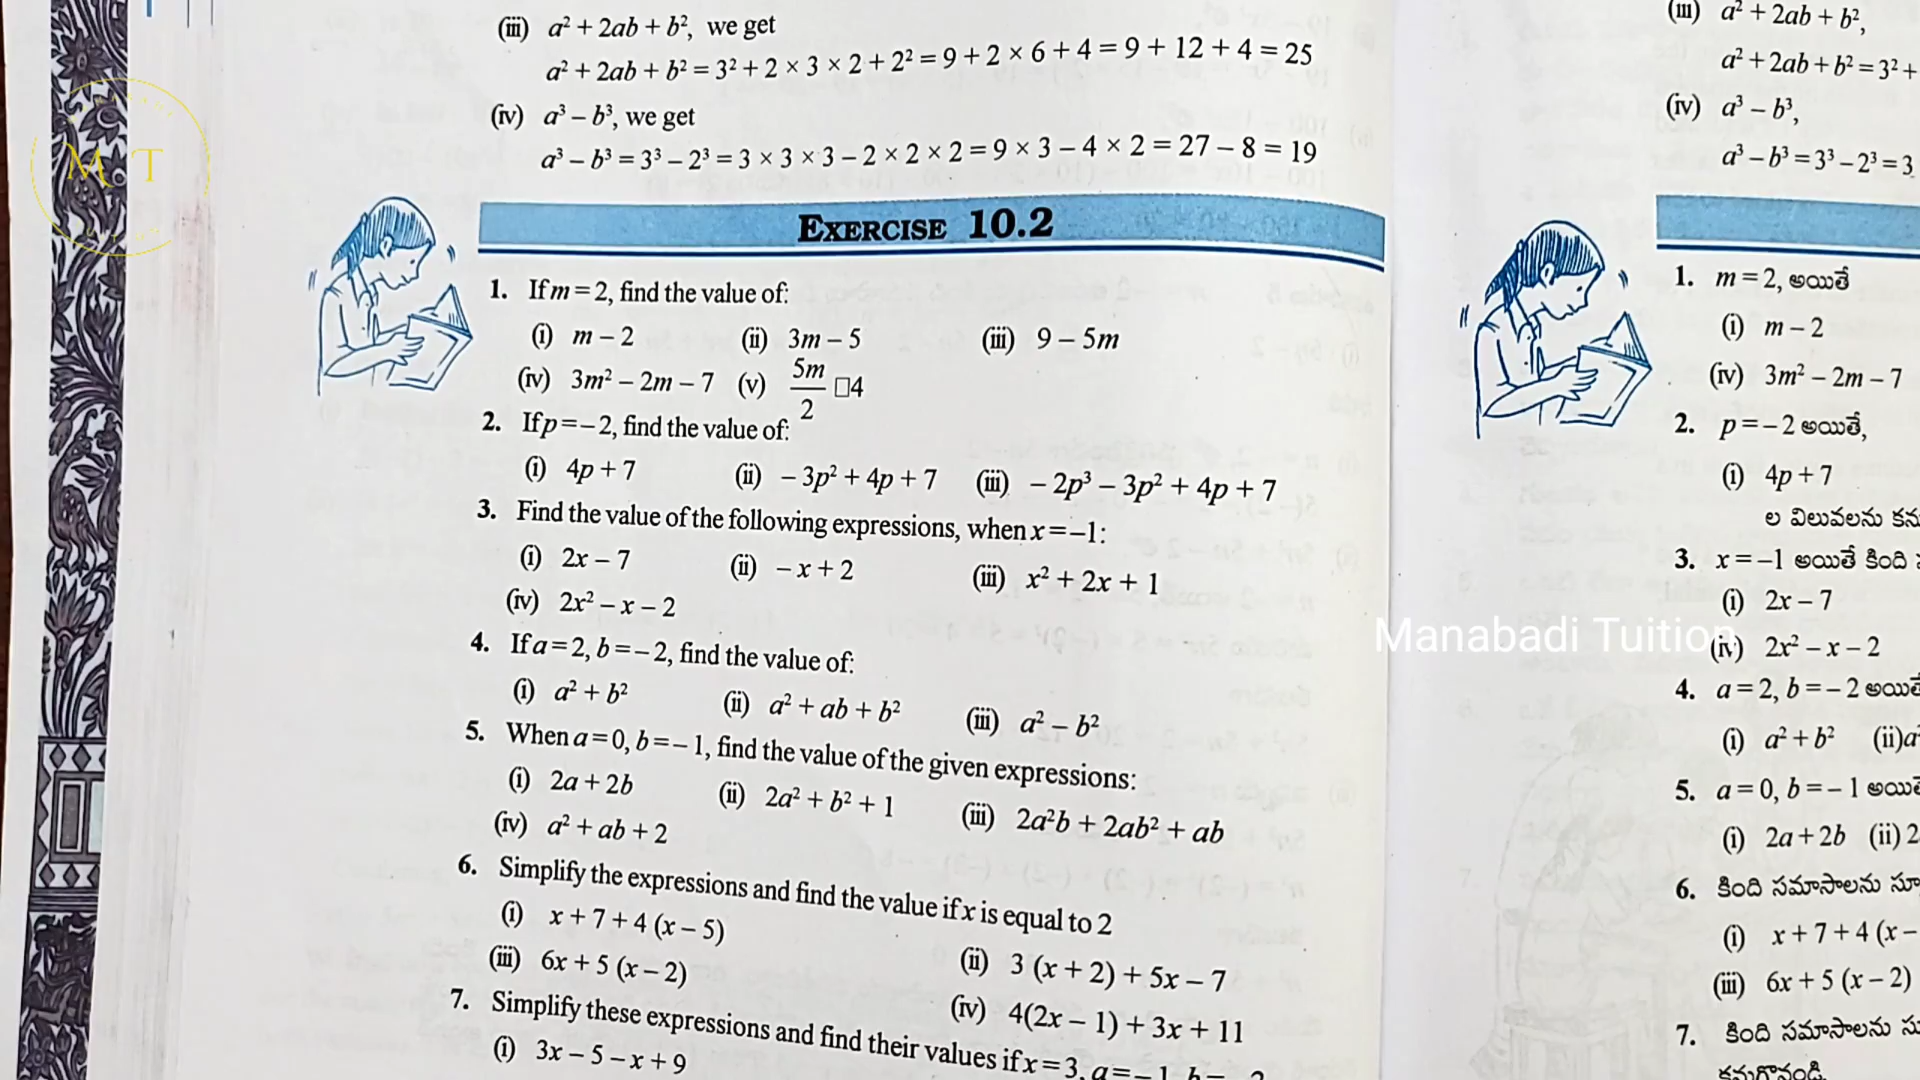 (iii) a² + 2ab + b², we get
a² + 2ab + b² = 3² + 2 × 3 × 2 + 2² = 9 + 2 × 6 + 4 = 9 + 12 + 4 = 25
(iv) a³ – b³, we get
a³ – b³ = 3³ – 2³ = 3 × 3 × 3 – 2 × 2 × 2 = 9 × 3 – 4 × 2 = 27 – 8 = 19
M T
EXERCISE 10.2
1. If m = 2, find the value of:
(i) m – 2 (ii) 3m – 5 (iii) 9 – 5m
(iv) 3m² – 2m – 7 (v) 5m/2 □4
2. If p = – 2, find the value of:
(i) 4p + 7 (ii) – 3p² + 4p + 7 (iii) – 2p³ – 3p² + 4p + 7
3. Find the value of the following expressions, when x = –1:
(i) 2x – 7 (ii) – x + 2 (iii) x² + 2x + 1
(iv) 2x² – x – 2
4. If a = 2, b = – 2, find the value of:
(i) a² + b² (ii) a² + ab + b² (iii) a² – b²
5. When a = 0, b = – 1, find the value of the given expressions:
(i) 2a + 2b (ii) 2a² + b² + 1 (iii) 2a²b + 2ab² + ab
(iv) a² + ab + 2
6. Simplify the expressions and find the value if x is equal to 2
(i) x + 7 + 4 (x – 5) (ii) 3 (x + 2) + 5x – 7
(iii) 6x + 5 (x – 2) (iv) 4(2x – 1) + 3x + 11
7. Simplify these expressions and find their values if x = 3, a = – 1, b =
(i) 3x – 5 – x + 9
(iii) a² + 2ab + b²,
a² + 2ab + b² = 3² +
(iv) a³ – b³,
a³ – b³ = 3³ – 2³ = 3
1. m = 2, అయితే
(i) m – 2
(iv) 3m² – 2m – 7
2. p = – 2 అయితే,
(i) 4p + 7
ల విలువలను కను
3. x = –1 అయితే కింది
(i) 2x – 7
Manabadi Tuition
(iv) 2x² – x – 2
4. a = 2, b = – 2 అయితే
(i) a² + b² (ii)a
5. a = 0, b = – 1 అయితే
(i) 2a + 2b (ii) 2
6. కింది సమాసాలను సూ
(i) x + 7 + 4 (x –
(iii) 6x + 5 (x – 2)
7. కింది సమాసాలను సూ
కనుగొనండి.